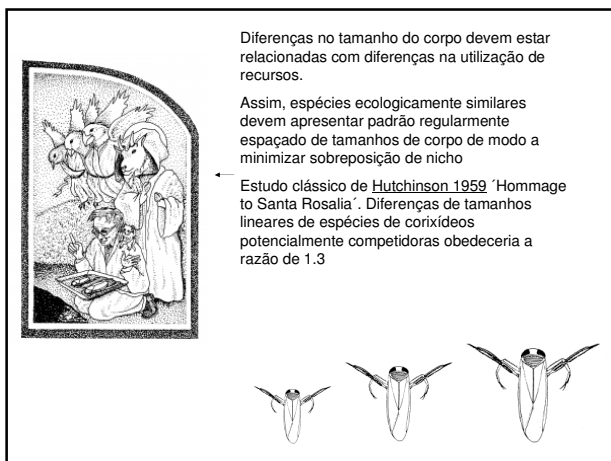 Diferenças no tamanho do corpo devem estar
relacionadas com diferenças na utilização de
recursos.
Assim, espécies ecologicamente similares
devem apresentar padrão regularmente
espaçado de tamanhos de corpo de modo a
minimizar sobreposição de nicho
Estudo clássico de Hutchinson 1959 ´Hommage
to Santa Rosalia´. Diferenças de tamanhos
lineares de espécies de corixídeos
potencialmente competidoras obedeceria a
razão de 1.3